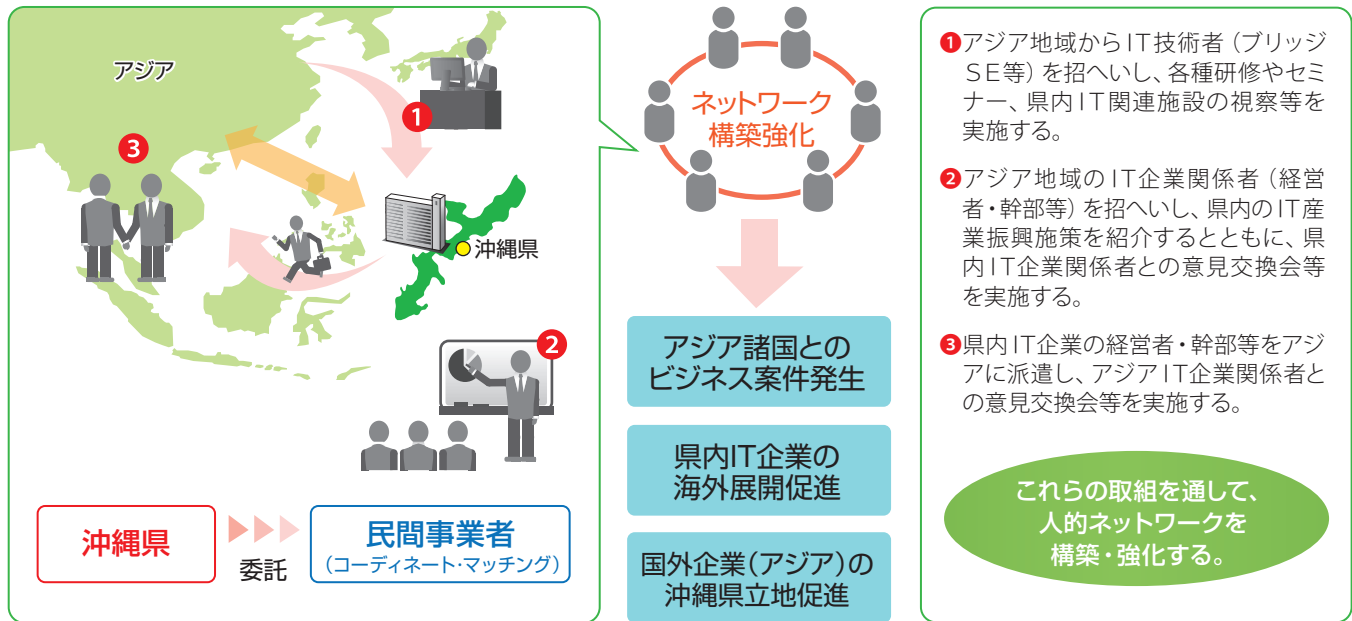 アジア
❶
❸
沖縄県
❷
沖縄県
委託
民間事業者
（コーディネート・マッチング）
ネットワーク
構築強化
アジア諸国との
ビジネス案件発生
県内IT企業の
海外展開促進
国外企業（アジア）の
沖縄県立地促進
❶アジア地域からIT技術者（ブリッジ
ＳＥ等）を招へいし、各種研修やセミ
ナー、県内IT関連施設の視察等を
実施する。
❷アジア地域のIT企業関係者（経営
者・幹部等）を招へいし、県内のIT産
業振興施策を紹介するとともに、県
内IT企業関係者との意見交換会等
を実施する。
❸県内IT企業の経営者・幹部等をアジ
アに派遣し、アジアIT企業関係者と
の意見交換会等を実施する。
これらの取組を通して、
人的ネットワークを
構築・強化する。